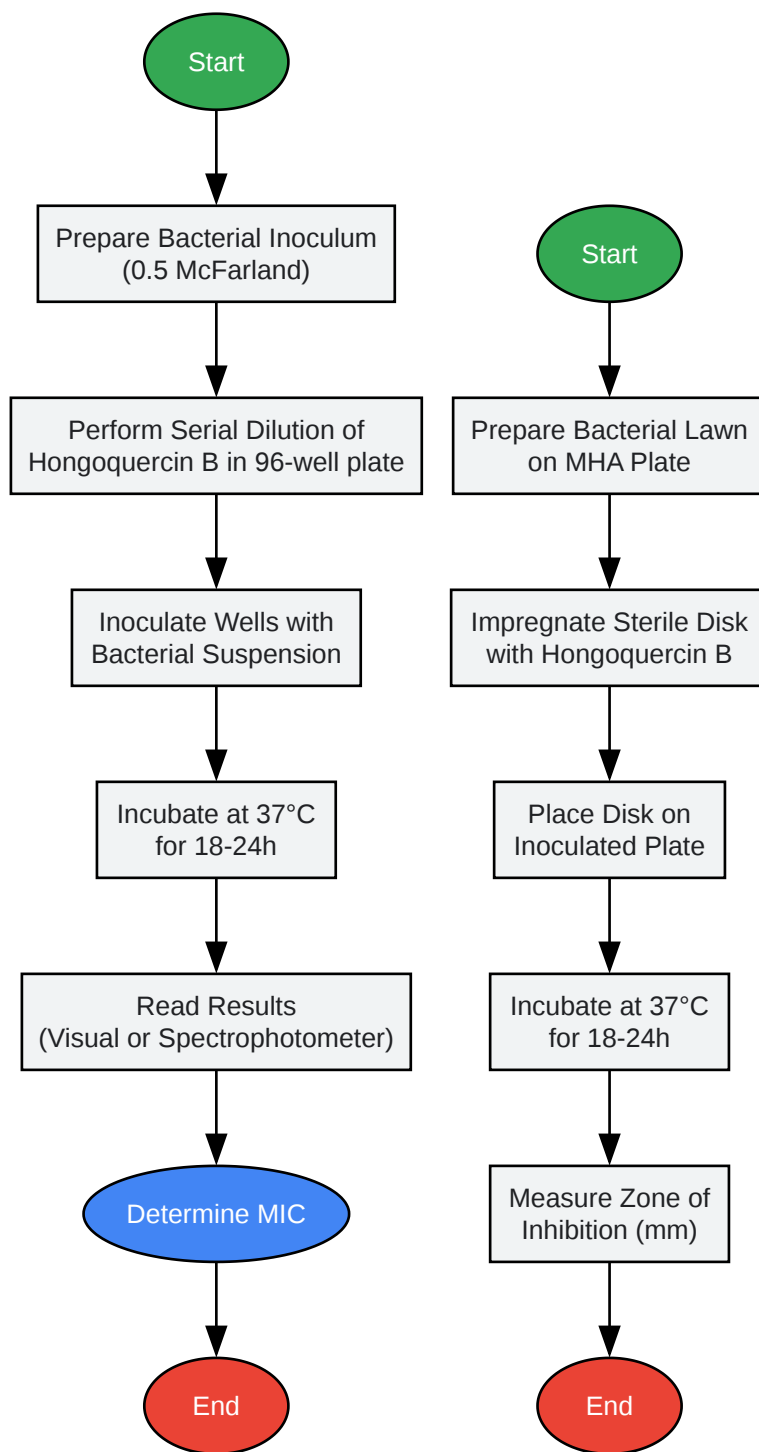 Start
Prepare Bacterial Inoculum
(0.5 McFarland)
Perform Serial Dilution of
Hongoquercin B in 96-well plate
Inoculate Wells with
Bacterial Suspension
Incubate at 37°C
for 18-24h
Read Results
(Visual or Spectrophotometer)
Determine MIC
End
Start
Prepare Bacterial Lawn
on MHA Plate
Impregnate Sterile Disk
with Hongoquercin B
Place Disk on
Inoculated Plate
Incubate at 37°C
for 18-24h
Measure Zone of
Inhibition (mm)
End